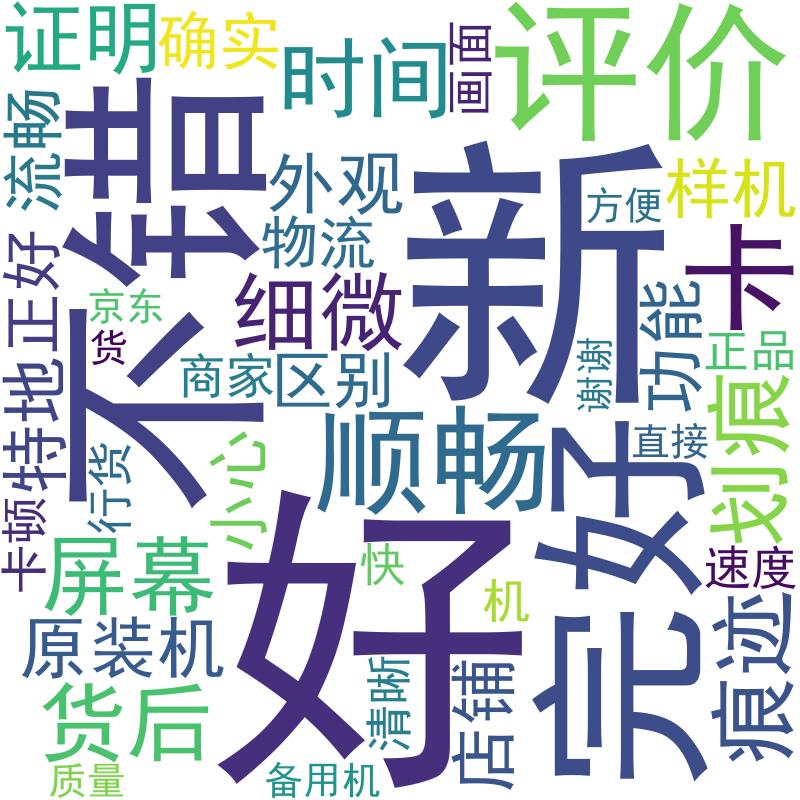 证明
确实
时间
画面
评价
流畅
不错
外观
新
方便
样机
物流
卡
正好
京东
细微
功能
货
商家
区别
谢谢
正品
特地
顺畅
划痕
行货
小心
直接
完好
卡顿
好
屏幕
快
速度
机
原装机
痕迹
清晰
店铺
货后
质量
备用机